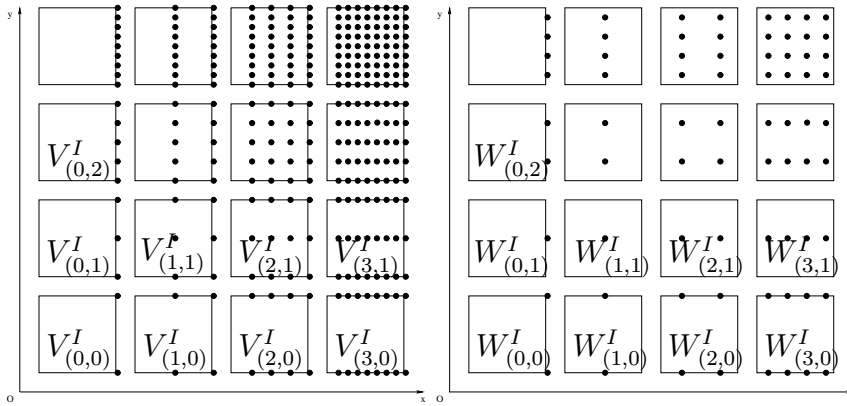 y y
V^I_{(0,2)} W^I_{(0,2)}
V^I_{(0,1)} V^I_{(1,1)} V^I_{(2,1)} V^I_{(3,1)} W^I_{(0,1)} W^I_{(1,1)} W^I_{(2,1)} W^I_{(3,1)}
V^I_{(0,0)} V^I_{(1,0)} V^I_{(2,0)} V^I_{(3,0)} W^I_{(0,0)} W^I_{(1,0)} W^I_{(2,0)} W^I_{(3,0)}
O x O